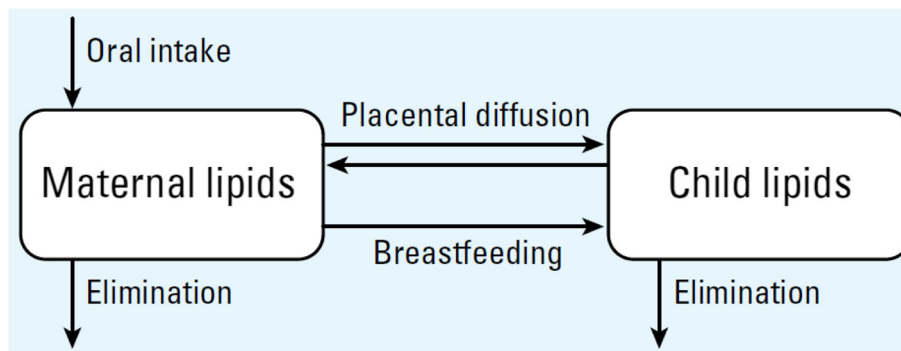 Oral intake
Placental diffusion
Maternal lipids
Child lipids
Breastfeeding
Elimination
Elimination